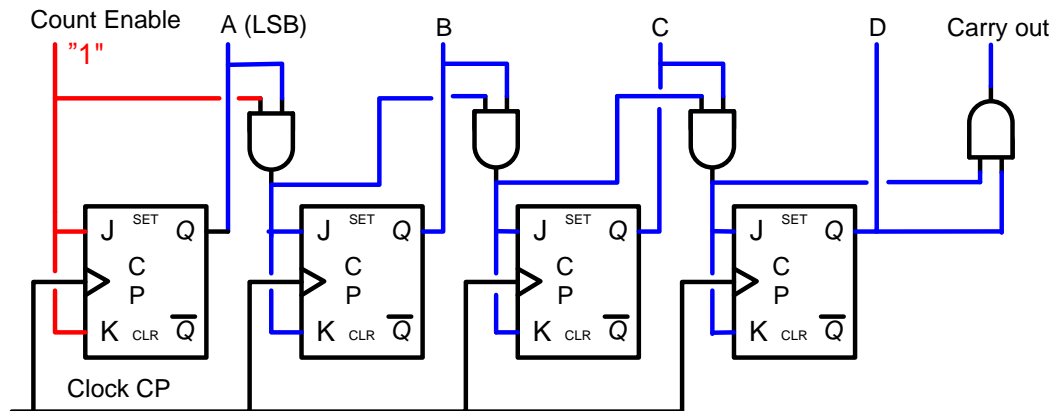 Count Enable
"1"
A (LSB)
B
C
D
Carry out
J SET Q
C
P
K CLR Q
J SET Q
C
P
K CLR Q
J SET Q
C
P
K CLR Q
J SET Q
C
P
K CLR Q
Clock CP